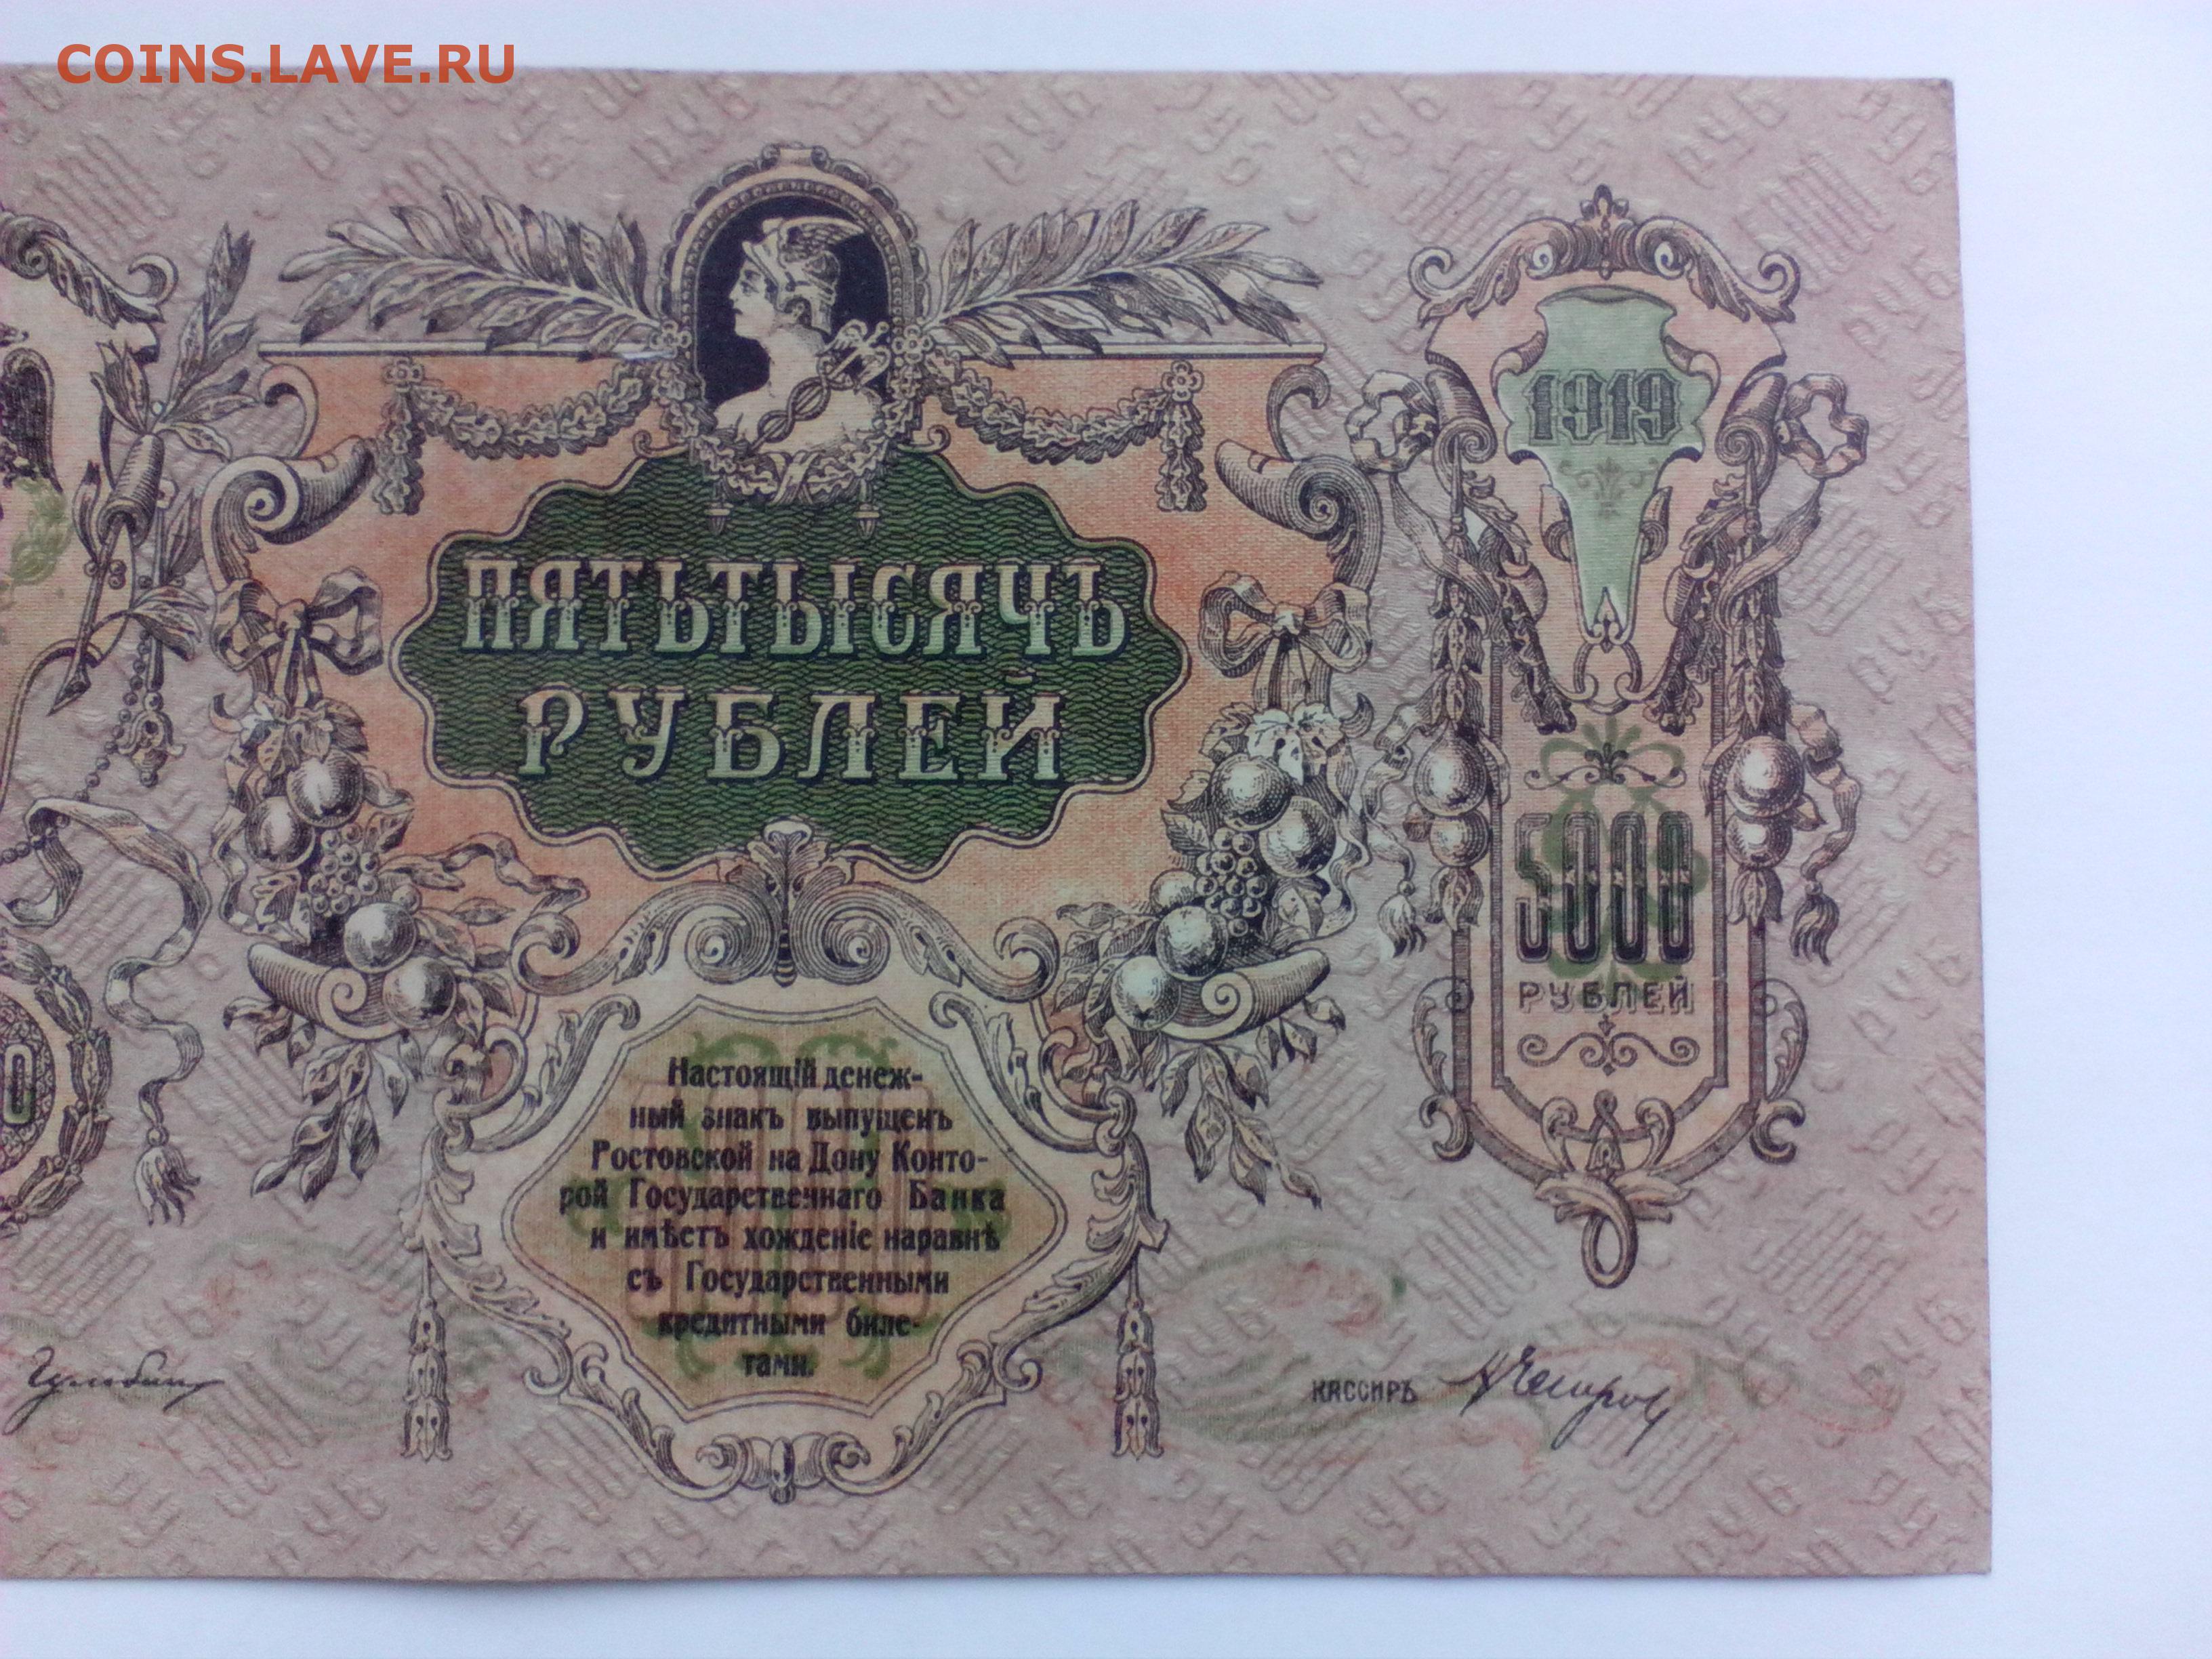 COINS.LAVE.RU
1919
ПЯТЬТЫСЯЧЪ
РУБЛЕЙ
5000
РУБЛЕЙ
Настоящій денеж-
ный знакъ выпущенъ
Ростовской на Дону Конто-
рой Государственнаго Банка
и имѣетъ хожденіе наравнѣ
съ Государственными
кредитными биле-
тами.
КАССИРЪ